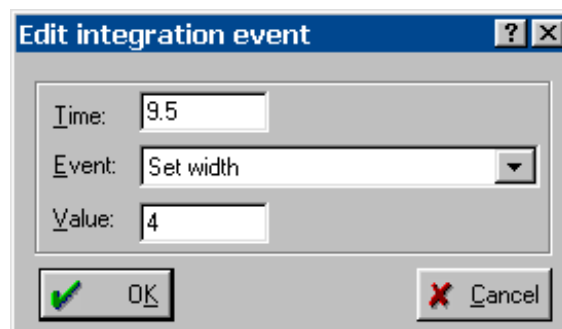 Edit integration event
Time: 9.5
Event: Set width
Value: 4
OK Cancel